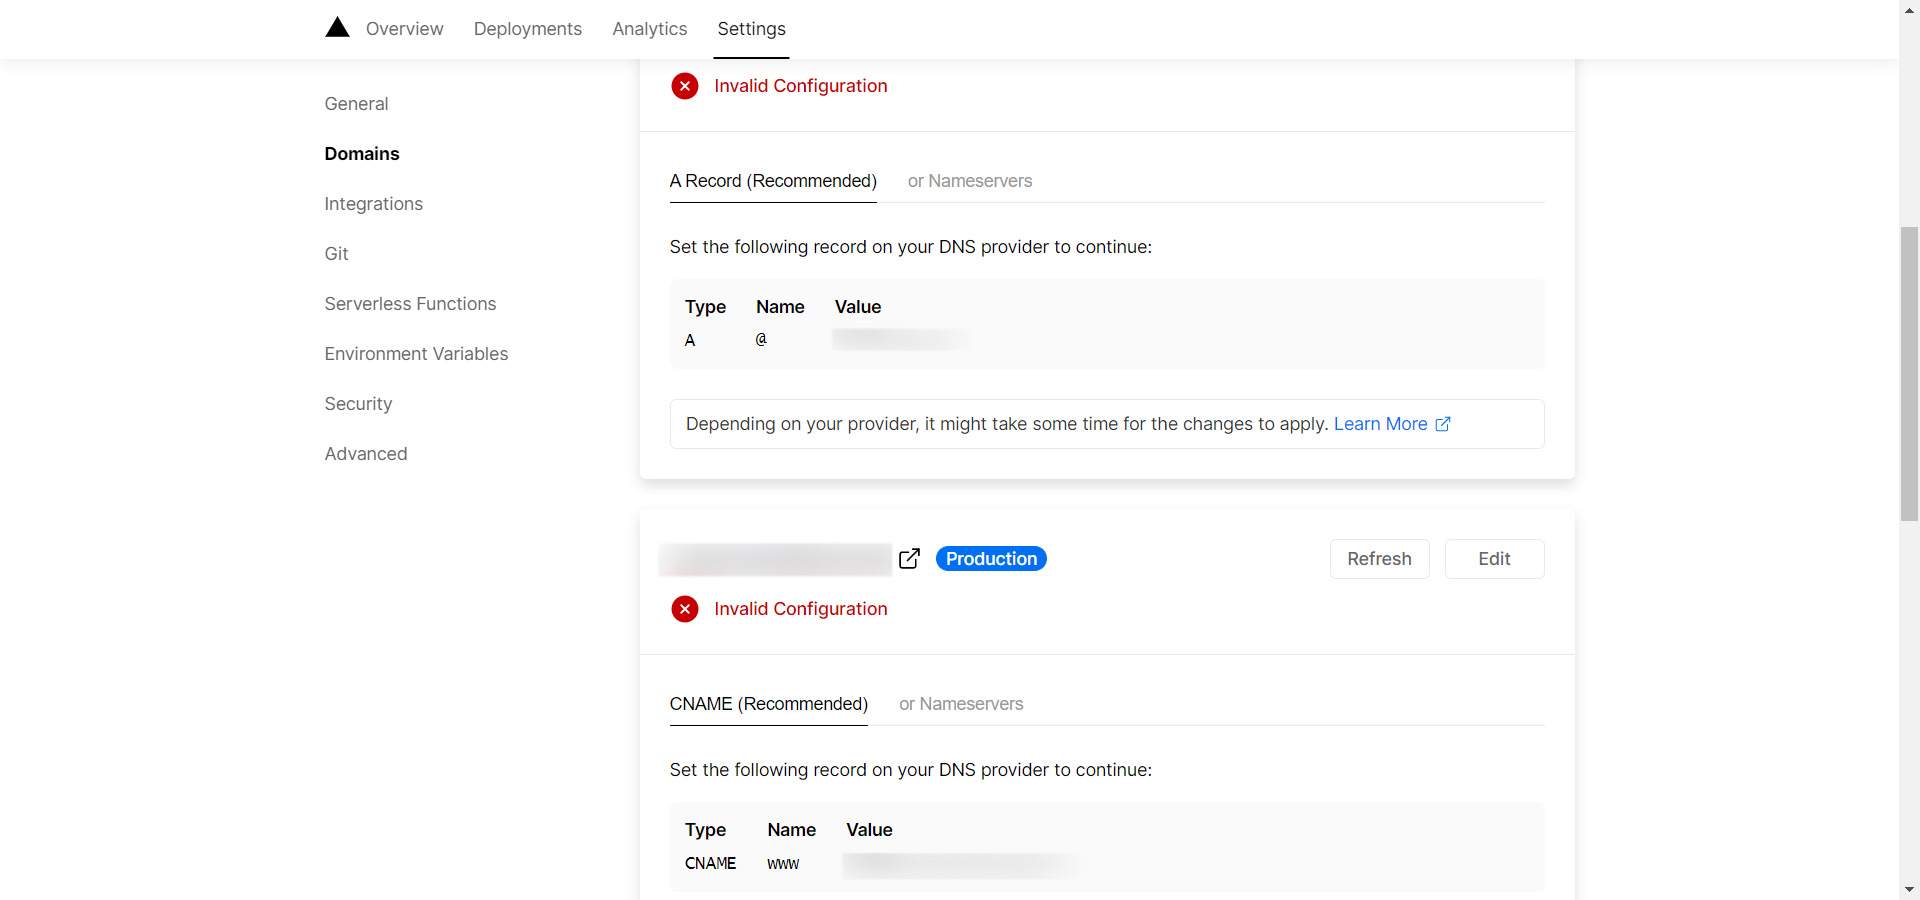 Overview Deployments Analytics Settings
General
Domains
Integrations
Git
Serverless Functions
Environment Variables
Security
Advanced
Invalid Configuration
A Record (Recommended) or Nameservers
Set the following record on your DNS provider to continue:
Type Name Value
A @
Depending on your provider, it might take some time for the changes to apply. Learn More
Production Refresh Edit
Invalid Configuration
CNAME (Recommended) or Nameservers
Set the following record on your DNS provider to continue:
Type Name Value
CNAME www